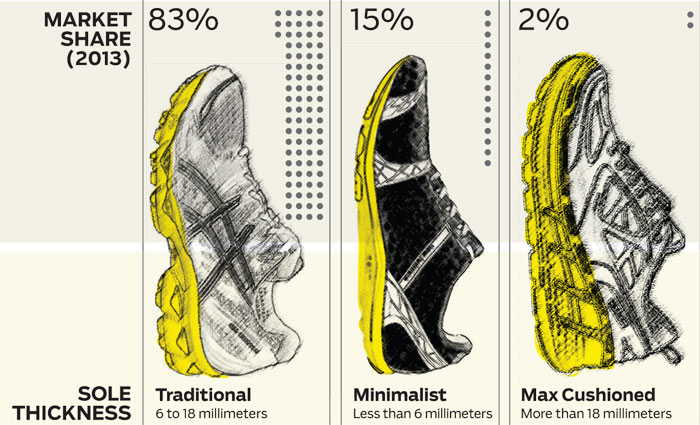 MARKET
SHARE
(2013)
83%
15%
2%
SOLE
THICKNESS
Traditional
6 to 18 millimeters
Minimalist
Less than 6 millimeters
Max Cushioned
More than 18 millimeters